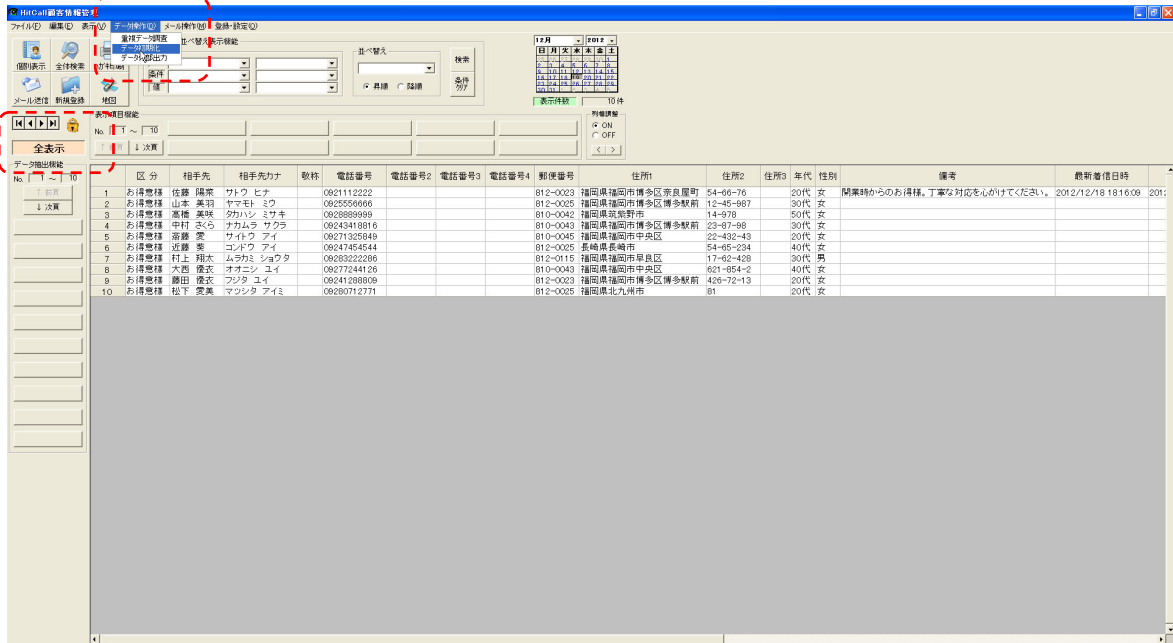 HitCall顧客情報管理
ファイル(F) 編集(E) 表示(V) データ操作(D) メール操作(M) 登録・設定(O)
重複データ調査
データ初期化
データ外部出力
並べ替え表示機能
個別表示 全体検索
メール送信 新規登録 地図
条件
値
並べ替え
昇順 降順
検索
条件クリア
12月 2012
日 月 火 水 木 金 土
表示件数 10 件
表示項目機能
No. 1 ~ 10
↓ 次頁
列幅調整
ON
OFF
< >
全表示
データ抽出機能
No. 1 ~ 10
↑ 前頁
↓ 次頁
区 分 相手先 相手先カナ 敬称 電話番号 電話番号2 電話番号3 電話番号4 郵便番号 住所1 住所2 住所3 年代 性別 備考 最新着信日時
1 お得意様 佐藤 陽菜 サトウ ヒナ 0921112222 812-0023 福岡県福岡市博多区奈良屋町 54-66-76 20代 女 開業時からのお得様。丁寧な対応を心がけてください。 2012/12/18 18:16:09 201
2 お得意様 山本 美羽 ヤマモト ミウ 0925556666 812-0025 福岡県福岡市博多区博多駅前 12-45-987 30代 女
3 お得意様 高橋 美咲 タカハシ ミサキ 0928889999 810-0042 福岡県筑紫野市 14-978 50代 女
4 お得意様 中村 さくら ナカムラ サクラ 09243418816 810-0043 福岡県福岡市博多区博多駅前 23-87-98 30代 女
5 お得意様 斎藤 愛 サイトウ アイ 09271325849 810-0045 福岡県福岡市中央区 22-432-43 20代 女
6 お得意様 近藤 葵 コンドウ アイ 09247454544 812-0025 長崎県長崎市 54-65-234 40代 女
7 お得意様 村上 翔太 ムラカミ ショウタ 09283222286 812-0115 福岡県福岡市早良区 17-62-428 30代 男
8 お得意様 大西 優衣 オオニシ ユイ 09277244126 810-0043 福岡県福岡市中央区 621-854-2 40代 女
9 お得意様 藤田 優衣 フジタ ユイ 09241288809 812-0023 福岡県福岡市博多区博多駅前 426-72-13 20代 女
10 お得意様 松下 愛美 マツシタ アイミ 09280712771 812-0025 福岡県北九州市 81 20代 女